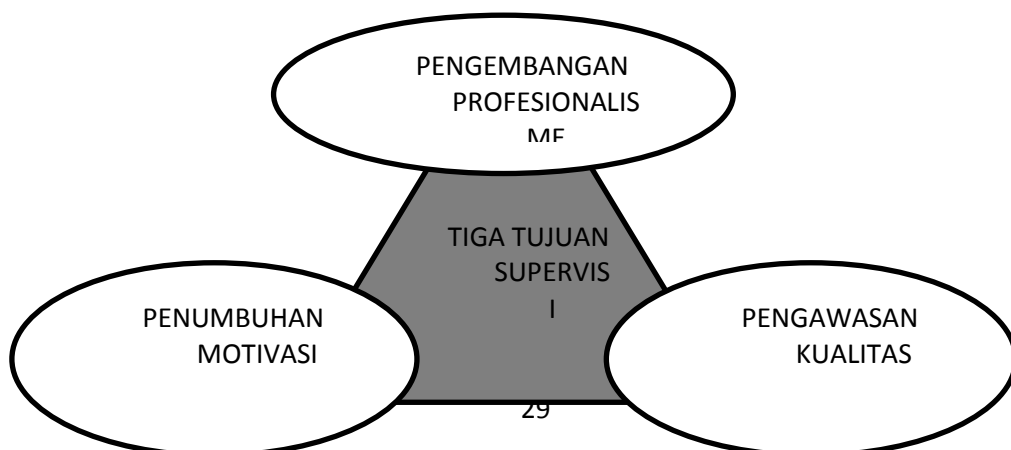 PENGEMBANGAN
PROFESIONALIS
ME
TIGA TUJUAN
SUPERVIS
I
PENUMBUHAN
MOTIVASI
PENGAWASAN
KUALITAS
29